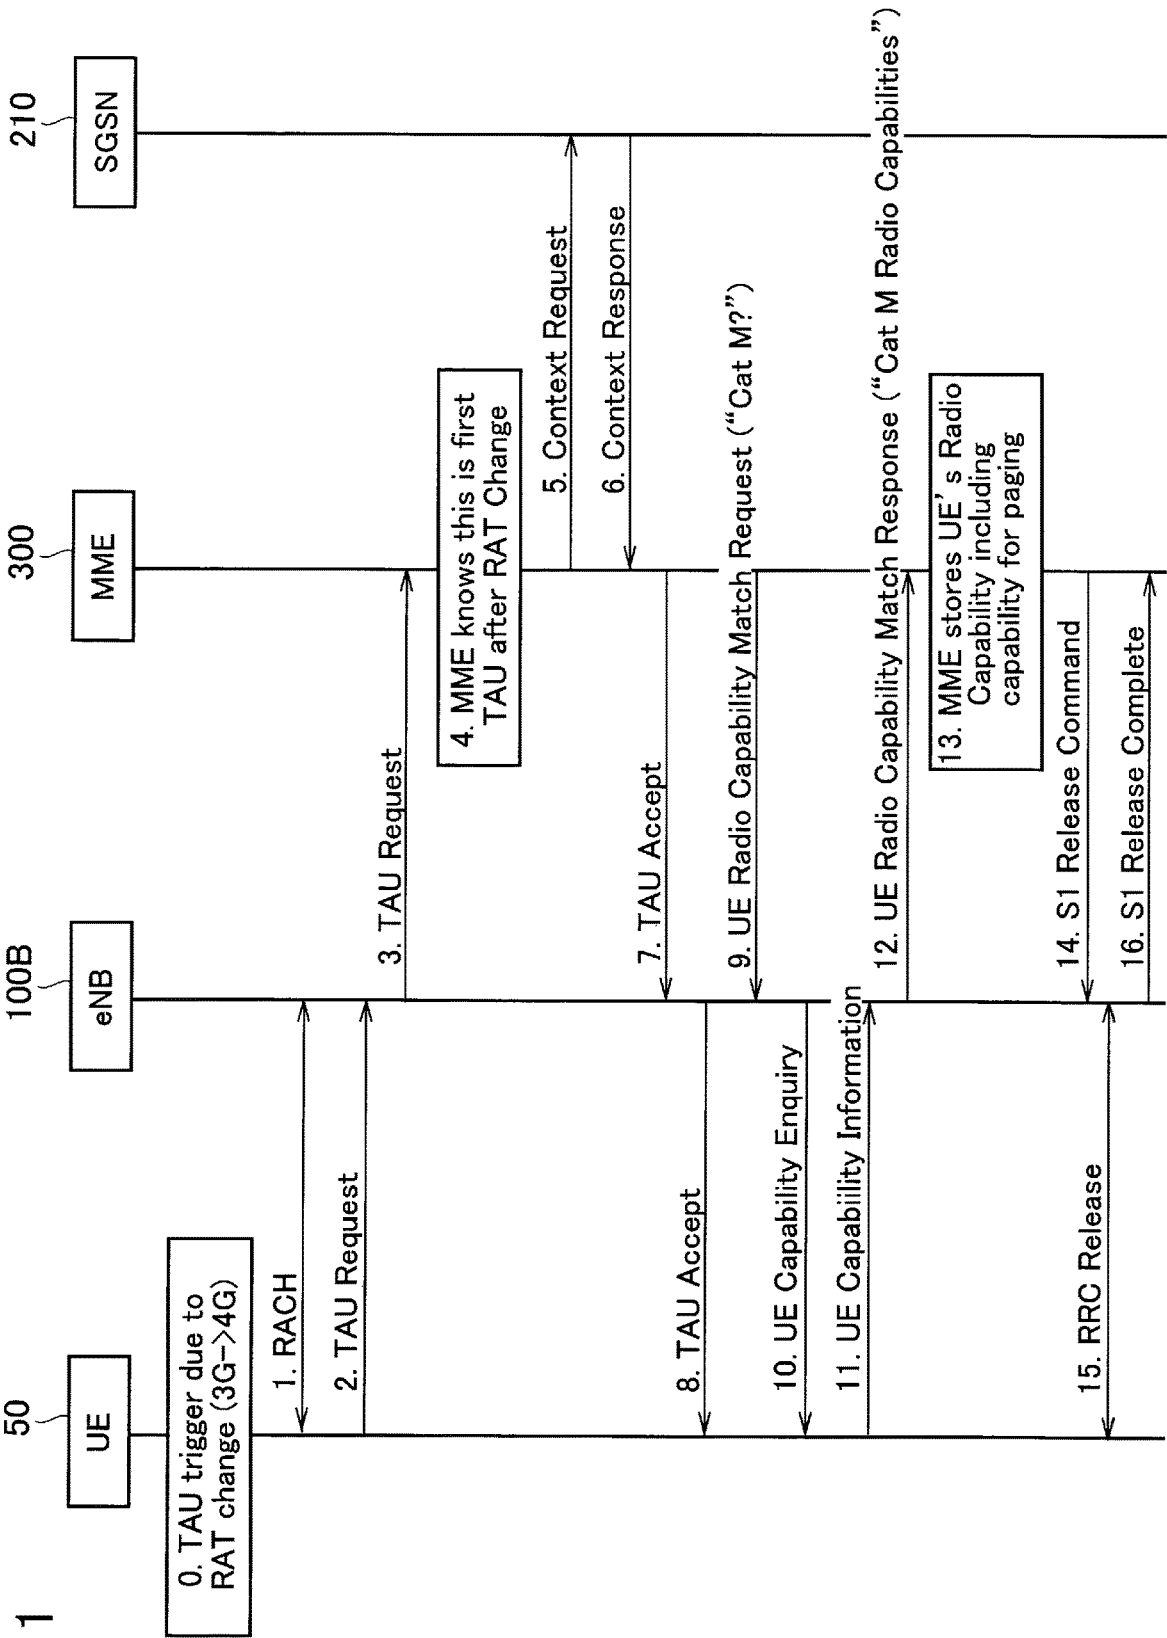 1
50
100B
300
210
UE
eNB
MME
SGSN
0. TAU trigger due to
RAT change (3G->4G)
1. RACH
2. TAU Request
3. TAU Request
4. MME knows this is first
TAU after RAT Change
5. Context Request
6. Context Response
7. TAU Accept
8. TAU Accept
9. UE Radio Capability Match Request (“Cat M?”)
10. UE Capability Enquiry
11. UE Capability Information
12. UE Radio Capability Match Response (“Cat M Radio Capabilities”)
13. MME stores UE's Radio
Capability including
capability for paging
14. S1 Release Command
15. RRC Release
16. S1 Release Complete